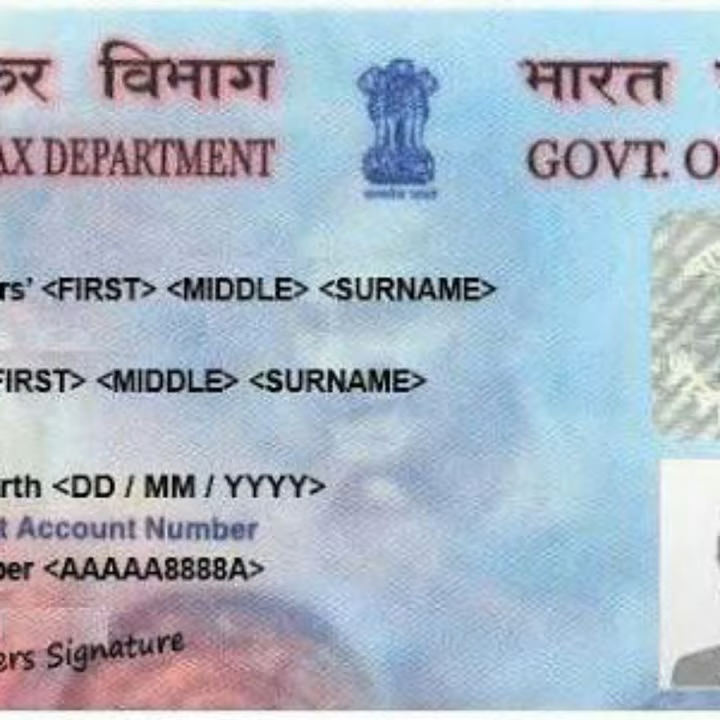 कर विभाग भारत
AX DEPARTMENT GOVT. O
rs' <FIRST> <MIDDLE> <SURNAME>
FIRST> <MIDDLE> <SURNAME>
rth <DD / MM / YYYY>
t Account Number
ber <AAAAA8888A>
ers Signature